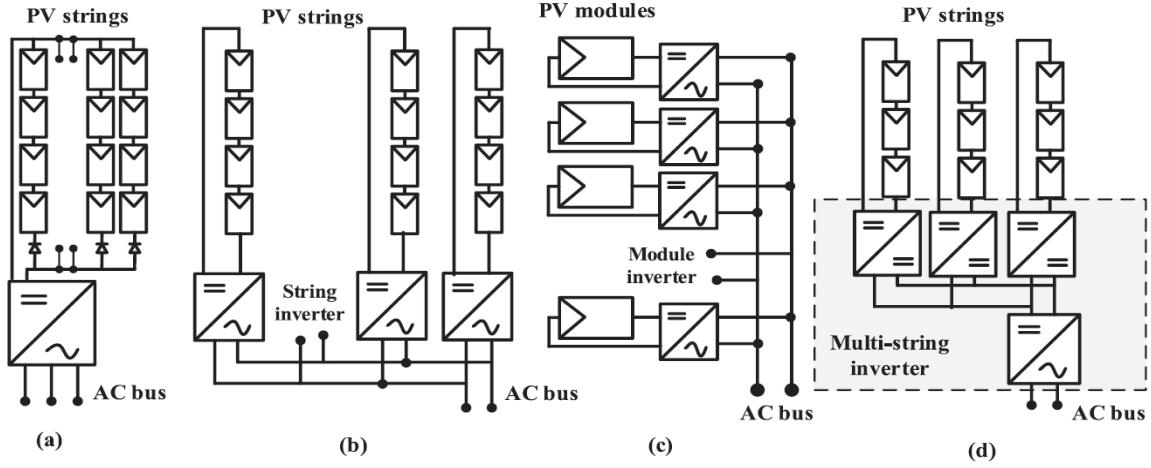 PV strings
AC bus
(a)
PV strings
String
inverter
AC bus
(b)
PV modules
Module
inverter
AC bus
(c)
PV strings
Multi-string
inverter
AC bus
(d)